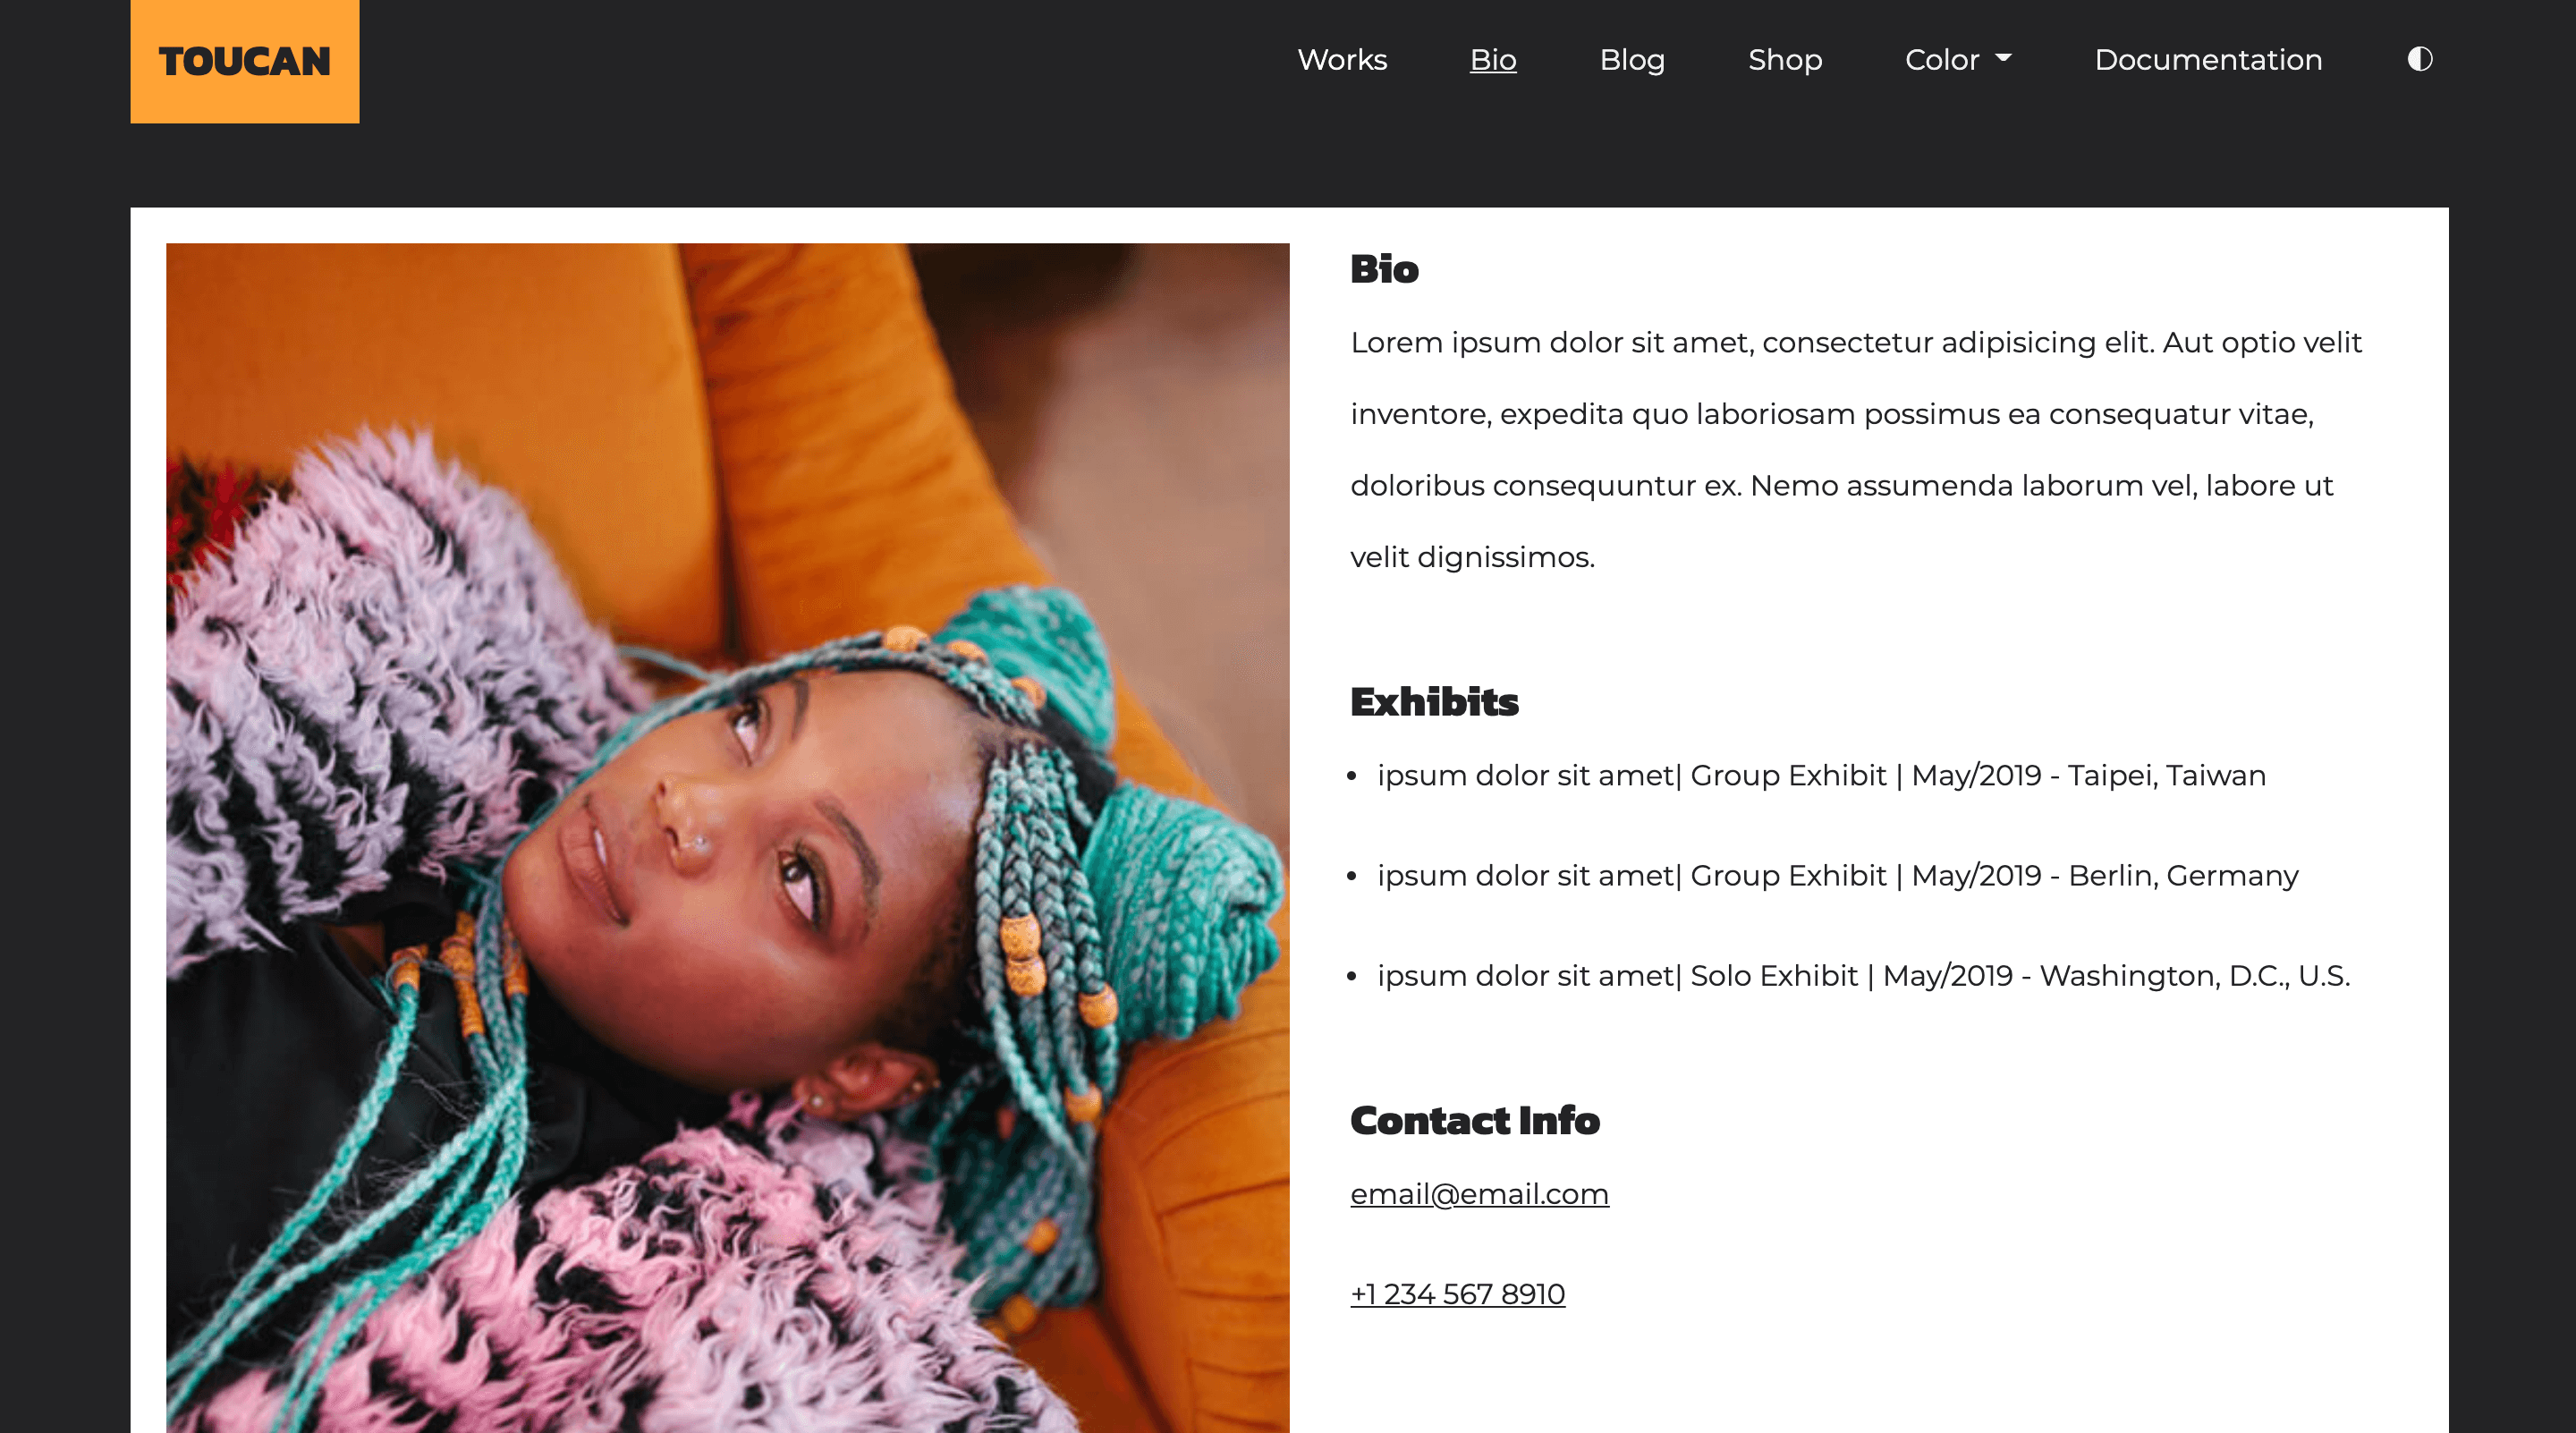 TOUCAN
Works Bio Blog Shop Color Documentation
Bio
Lorem ipsum dolor sit amet, consectetur adipisicing elit. Aut optio velit
inventore, expedita quo laboriosam possimus ea consequatur vitae,
doloribus consequuntur ex. Nemo assumenda laborum vel, labore ut
velit dignissimos.
Exhibits
• ipsum dolor sit amet| Group Exhibit | May/2019 - Taipei, Taiwan
• ipsum dolor sit amet| Group Exhibit | May/2019 - Berlin, Germany
• ipsum dolor sit amet| Solo Exhibit | May/2019 - Washington, D.C., U.S.
Contact Info
email@email.com
+1 234 567 8910